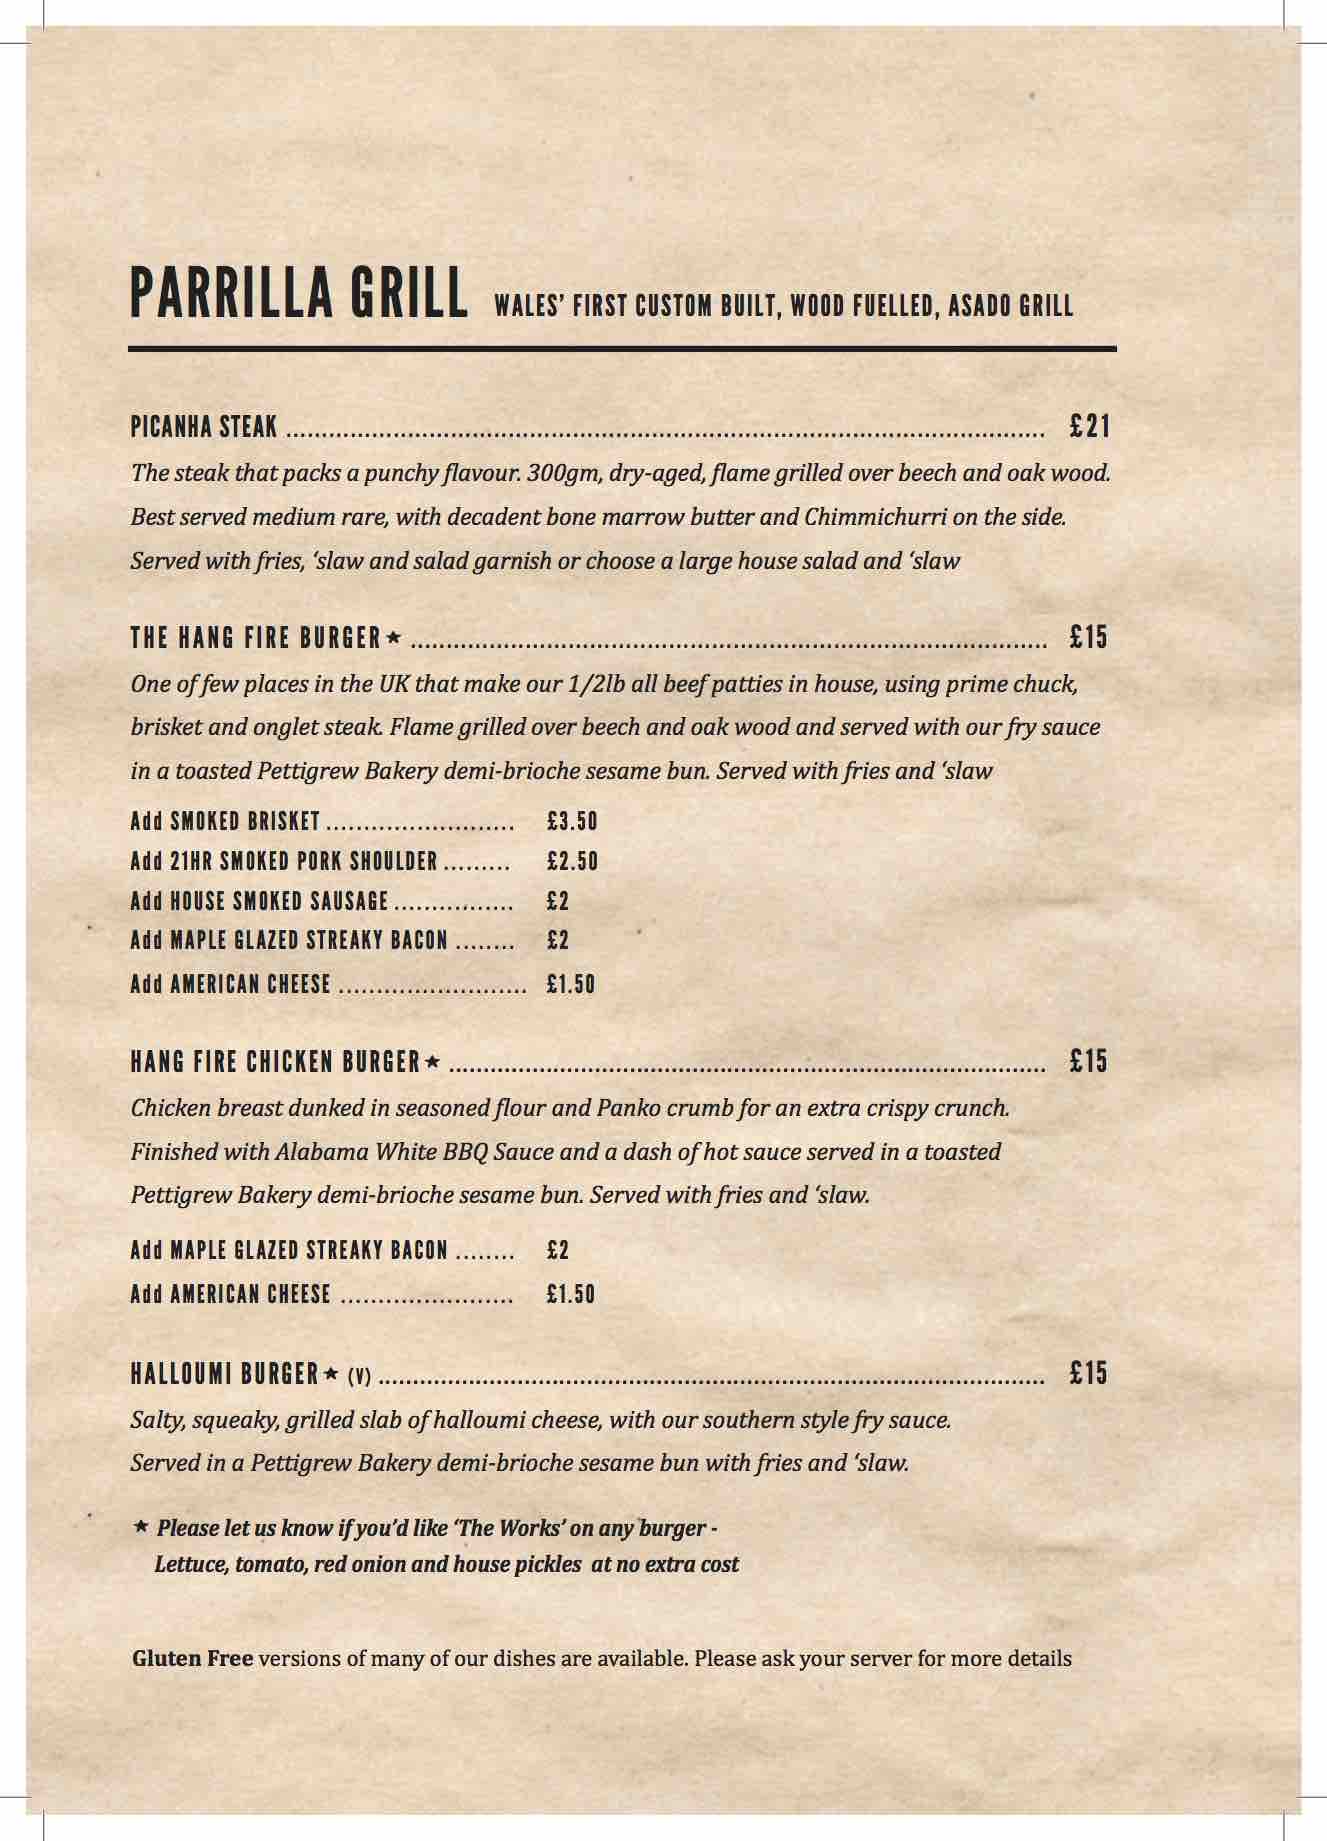 PARRILLA GRILL WALES' FIRST CUSTOM BUILT, WOOD FUELLED, ASADO GRILL
PICANHA STEAK ........................................................................................................ £21
The steak that packs a punchy flavour. 300gm, dry-aged, flame grilled over beech and oak wood.
Best served medium rare, with decadent bone marrow butter and Chimmichurri on the side.
Served with fries, ‘slaw and salad garnish or choose a large house salad and ‘slaw
THE HANG FIRE BURGER★ ........................................................................................ £15
One of few places in the UK that make our 1/2lb all beef patties in house, using prime chuck,
brisket and onglet steak. Flame grilled over beech and oak wood and served with our fry sauce
in a toasted Pettigrew Bakery demi-brioche sesame bun. Served with fries and ‘slaw
Add SMOKED BRISKET ......................... £3.50
Add 21HR SMOKED PORK SHOULDER ......... £2.50
Add HOUSE SMOKED SAUSAGE ................ £2
Add MAPLE GLAZED STREAKY BACON ........ £2
Add AMERICAN CHEESE ......................... £1.50
HANG FIRE CHICKEN BURGER★ ...................................................................................... £15
Chicken breast dunked in seasoned flour and Panko crumb for an extra crispy crunch.
Finished with Alabama White BBQ Sauce and a dash of hot sauce served in a toasted
Pettigrew Bakery demi-brioche sesame bun. Served with fries and ‘slaw.
Add MAPLE GLAZED STREAKY BACON ........ £2
Add AMERICAN CHEESE ....................... £1.50
HALLOUMI BURGER★ (V) ................................................................................................ £15
Salty, squeaky, grilled slab of halloumi cheese, with our southern style fry sauce.
Served in a Pettigrew Bakery demi-brioche sesame bun with fries and ‘slaw.
★ Please let us know if you’d like ‘The Works’ on any burger -
Lettuce, tomato, red onion and house pickles at no extra cost
Gluten Free versions of many of our dishes are available. Please ask your server for more details